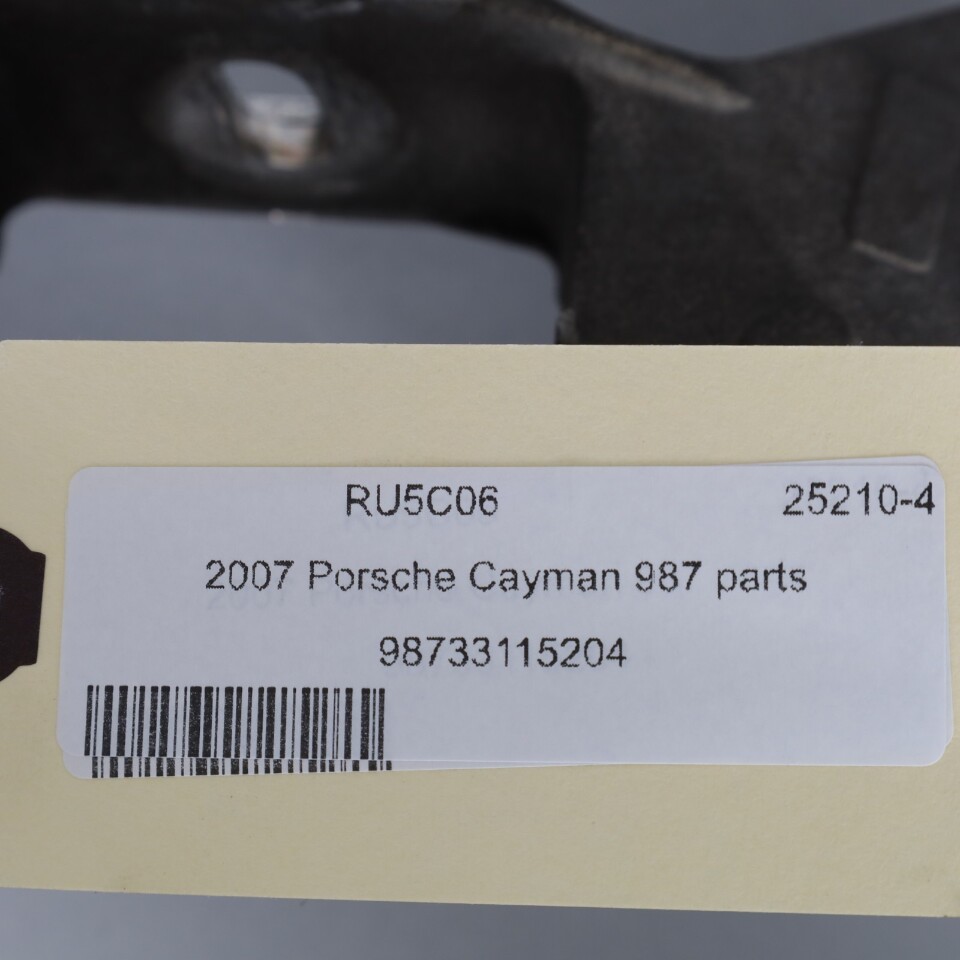 RU5C06 25210-4
2007 Porsche Cayman 987 parts
98733115204